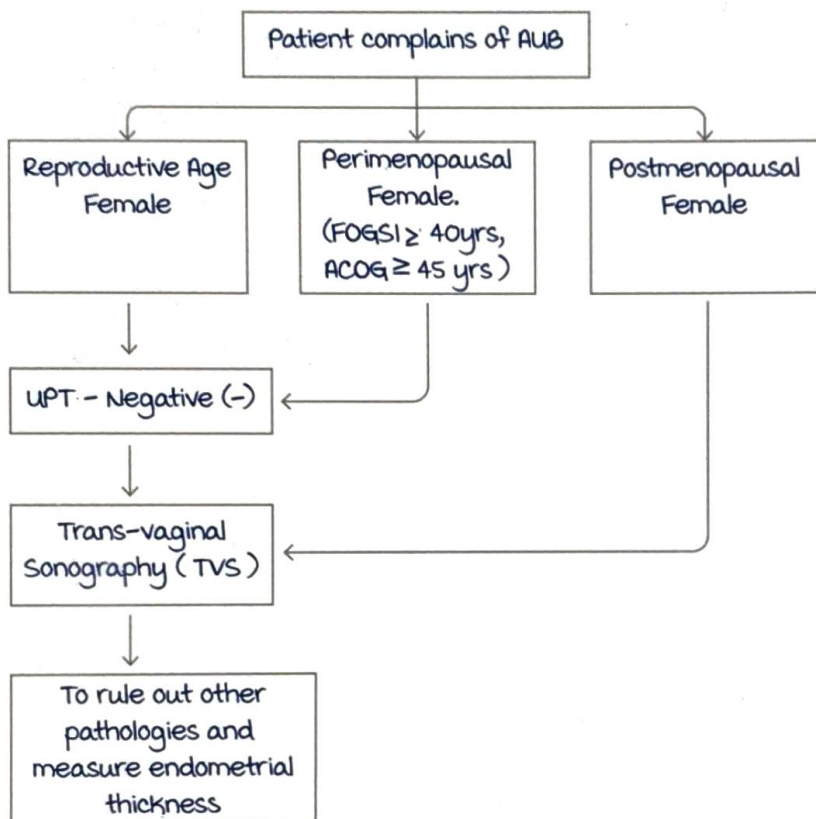 Patient complains of AUB
Reproductive Age
Female
Perimenopausal
Female.
(FOGSI ≥ 40yrs,
ACOG ≥ 45 yrs)
Postmenopausal
Female
UPT - Negative (-)
Trans-vaginal
Sonography (TVS)
To rule out other
pathologies and
measure endometrial
thickness